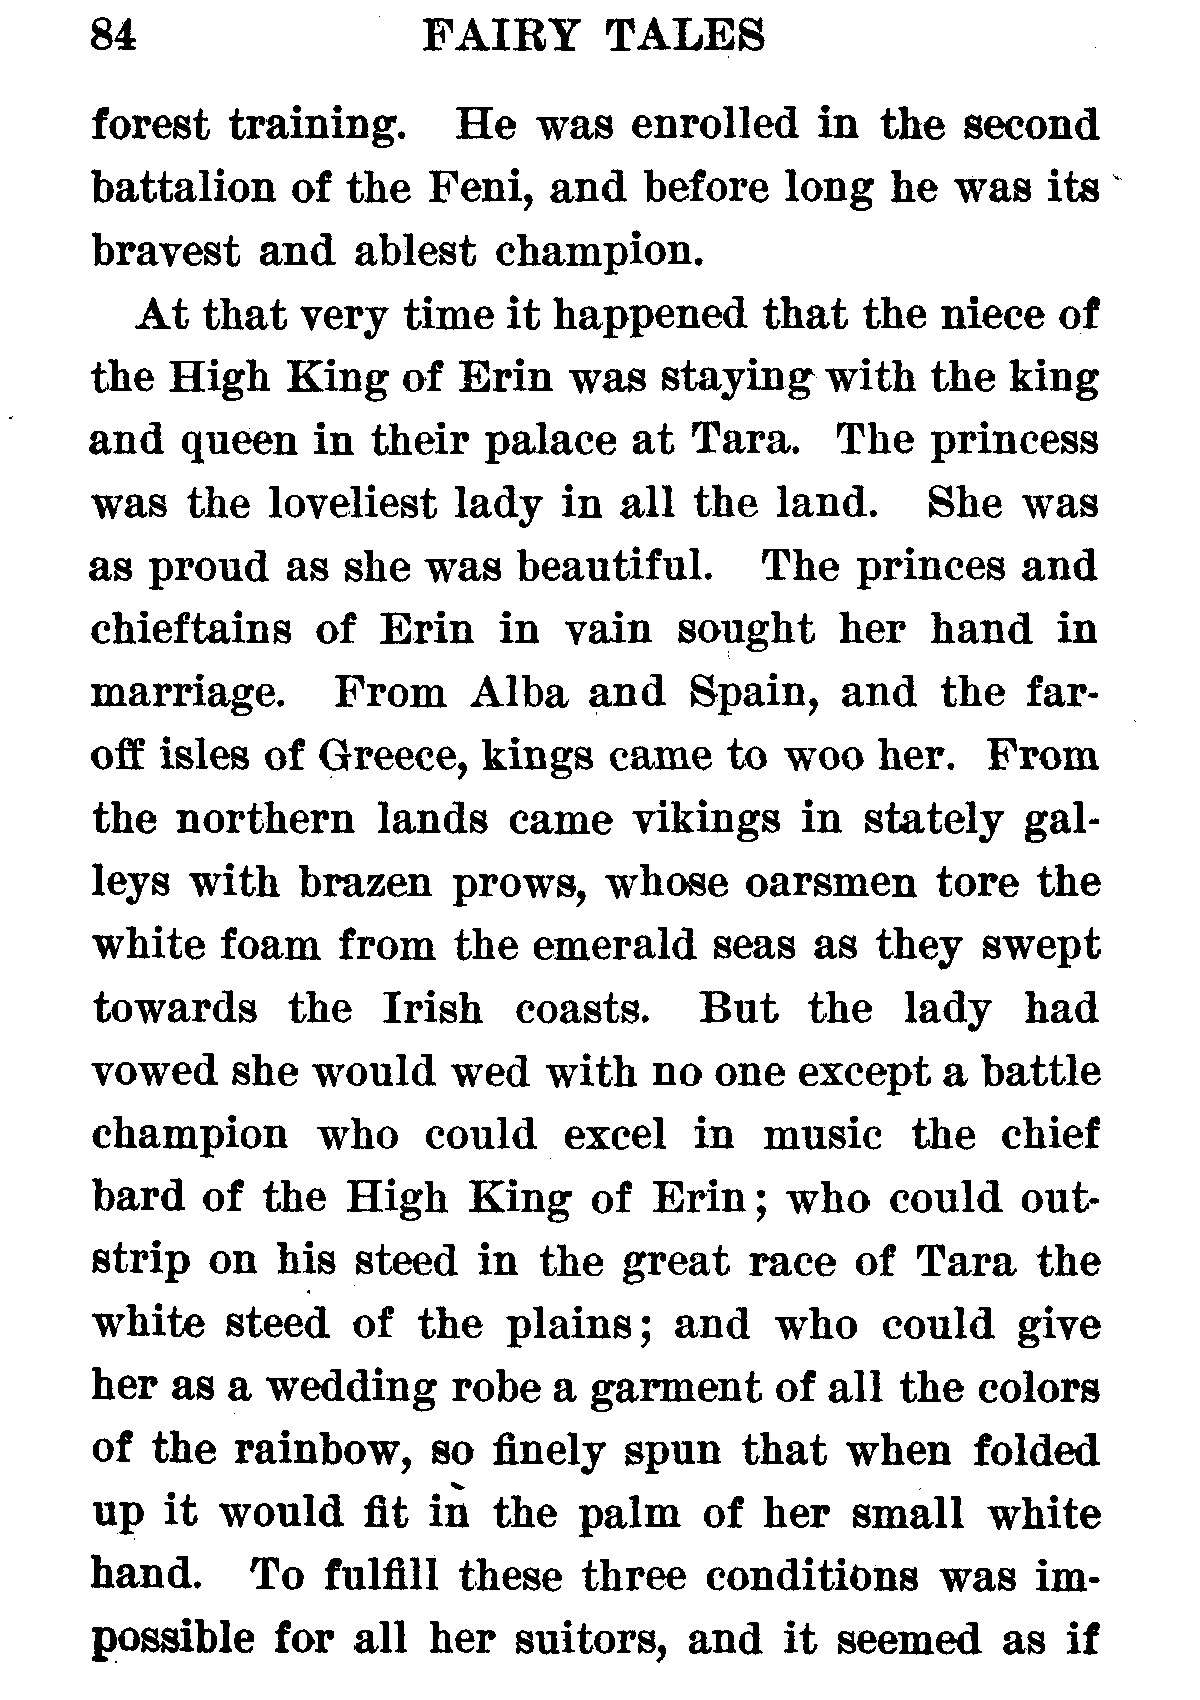 84 FAIRY TALES
forest training. He was enrolled in the second
battalion of the Feni, and before long he was its
bravest and ablest champion.
At that very time it happened that the niece of
the High King of Erin was staying with the king
and queen in their palace at Tara. The princess
was the loveliest lady in all the land. She was
as proud as she was beautiful. The princes and
chieftains of Erin in vain sought her hand in
marriage. From Alba and Spain, and the far-
off isles of Greece, kings came to woo her. From
the northern lands came vikings in stately gal-
leys with brazen prows, whose oarsmen tore the
white foam from the emerald seas as they swept
towards the Irish coasts. But the lady had
vowed she would wed with no one except a battle
champion who could excel in music the chief
bard of the High King of Erin; who could out-
strip on his steed in the great race of Tara the
white steed of the plains; and who could give
her as a wedding robe a garment of all the colors
of the rainbow, so finely spun that when folded
up it would fit in the palm of her small white
hand. To fulfill these three conditions was im-
possible for all her suitors, and it seemed as if